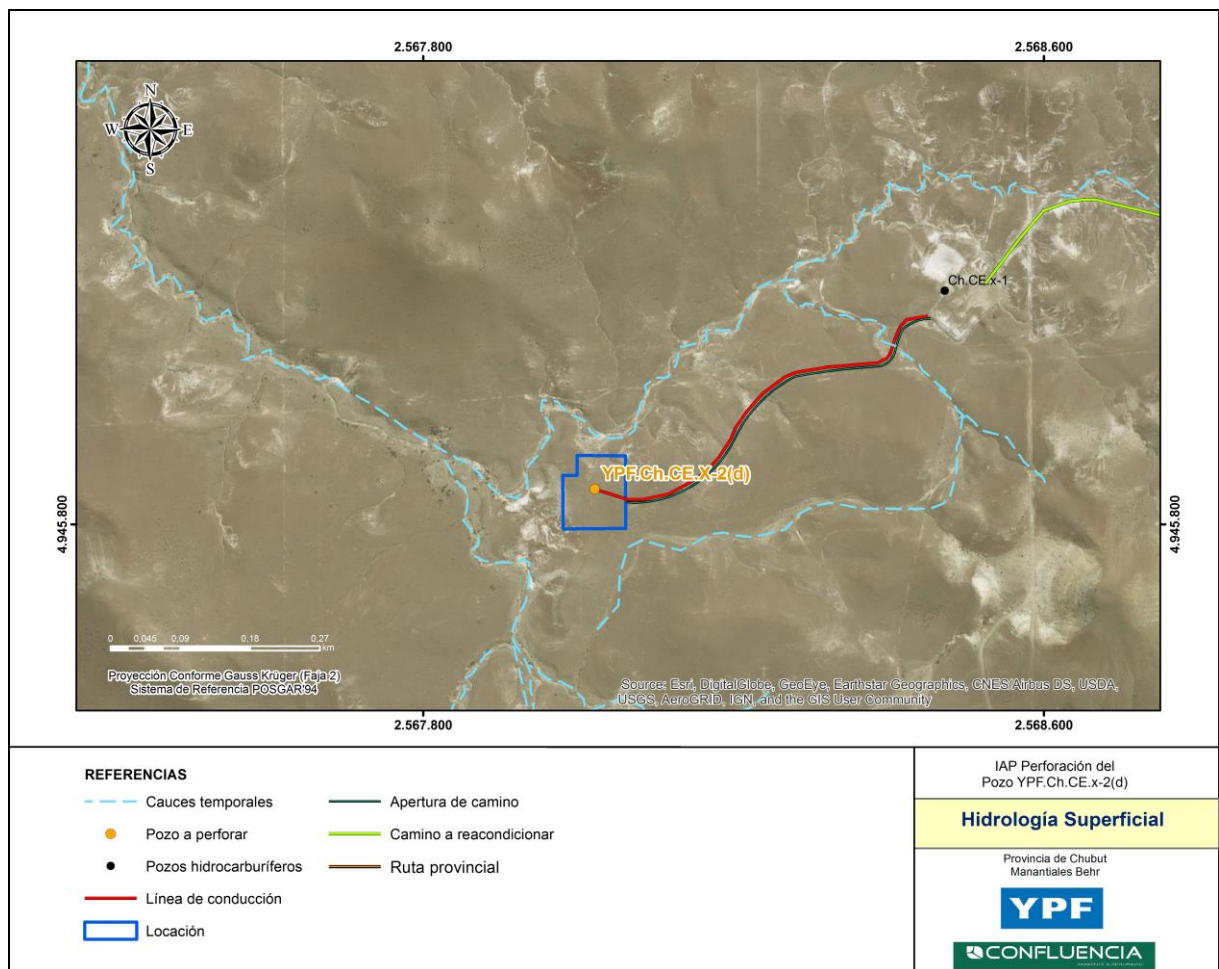 2.567.800
2.568.600
N
W
E
S
Ch.CE.x-1
YPF.Ch.CE.X-2(d)
4.945.800
4.945.800
0
0,045
0,09
0,18
0,27
km
Proyección Conforme Gauss Krüger (Faja 2)
Sistema de Referencia POSGAR'94
Source: Esri, DigitalGlobe, GeoEye, Earthstar Geographics, CNES/Airbus DS, USDA,
USGS, AeroGRID, IGN, and the GIS User Community
2.567.800
2.568.600
REFERENCIAS
Cauces temporales
Pozo a perforar
Pozos hidrocarburíferos
Línea de conducción
Locación
Apertura de camino
Camino a reacondicionar
Ruta provincial
IAP Perforación del
Pozo YPF.Ch.CE.x-2(d)
Hidrología Superficial
Provincia de Chubut
Manantiales Behr
YPF
CONFLUENCIA